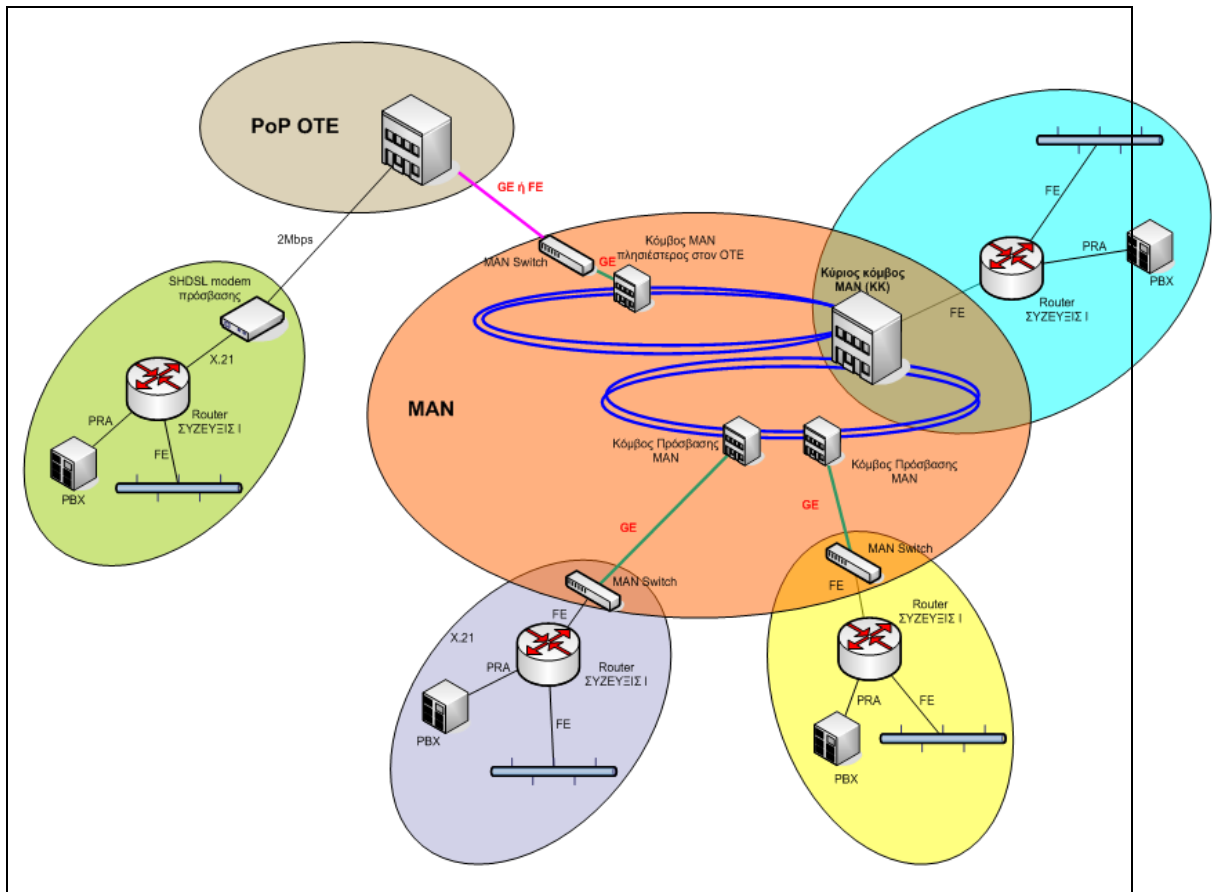 PoP OTE
GE ή FE
2Mbps
SHDSL modem
πρόσβασης
X.21
PRA
Router
ΣΥΖΕΥΞΙΣ Ι
FE
PBX
MAN Switch
GE
Κόμβος MAN
πλησιέστερος στον ΟΤΕ
Κύριος κόμβος
MAN (ΚΚ)
FE
FE
PRA
PBX
Router
ΣΥΖΕΥΞΙΣ Ι
MAN
Κόμβος Πρόσβασης
MAN
Κόμβος Πρόσβασης
MAN
GE
GE
MAN Switch
FE
X.21
PRA
Router
ΣΥΖΕΥΞΙΣ Ι
FE
PBX
MAN Switch
FE
Router
ΣΥΖΕΥΞΙΣ Ι
PRA
FE
PBX